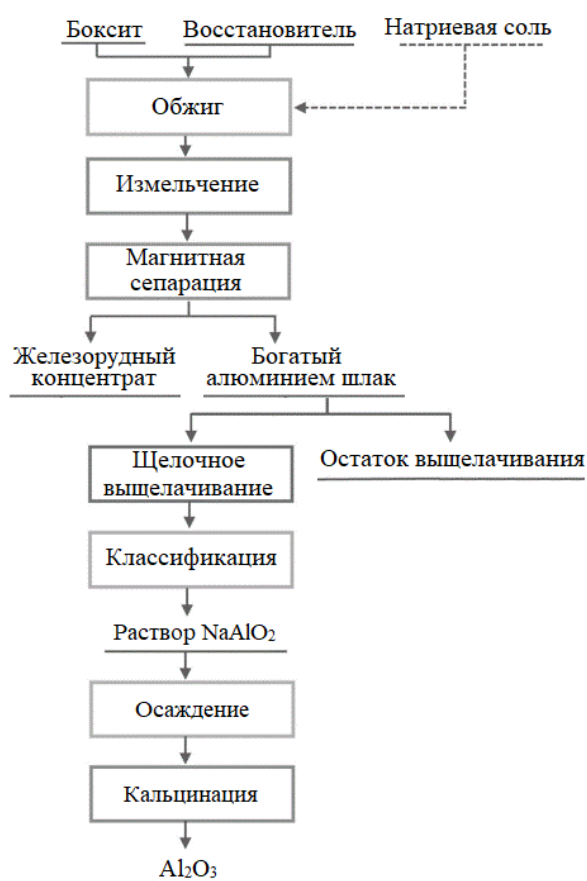 Боксит
Восстановитель
Натриевая соль
Обжиг
Измельчение
Магнитная
сепарация
Железорудный
концентрат
Богатый
алюминием шлак
Щелочное
выщелачивание
Остаток выщелачивания
Классификация
Раствор NaAlO₂
Осаждение
Кальцинация
Al₂O₃